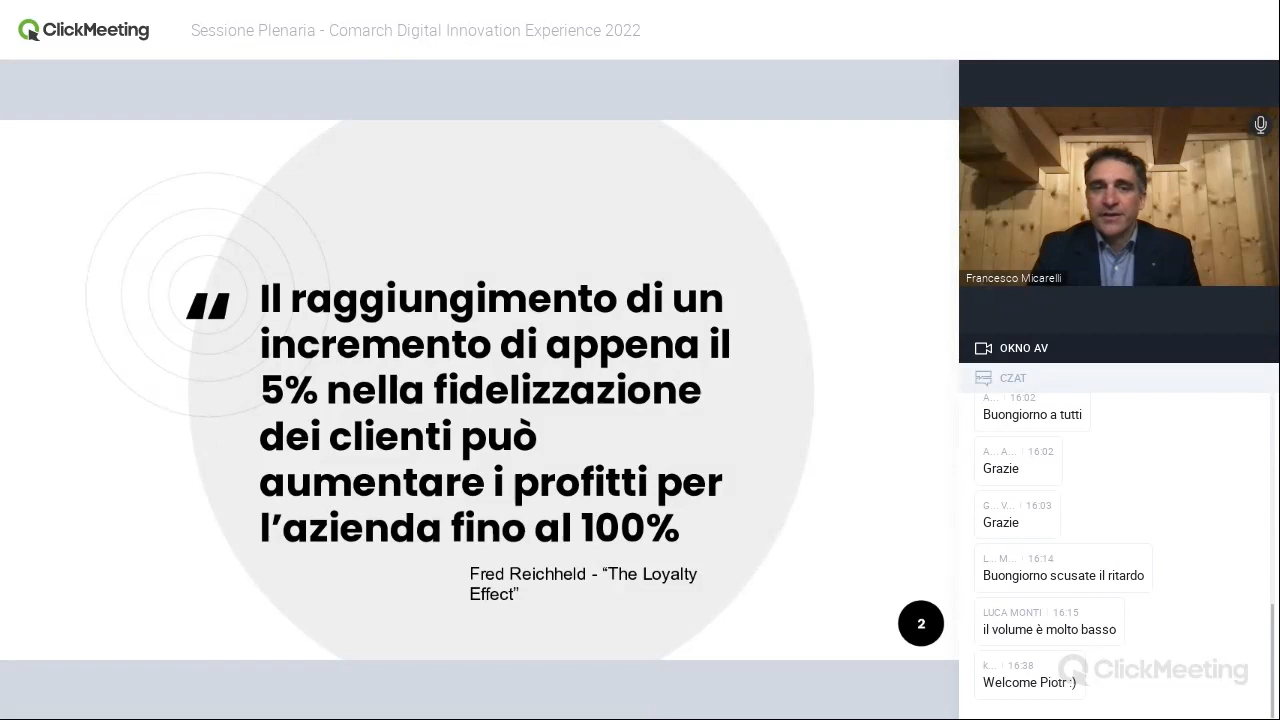 ClickMeeting
Sessione Plenaria - Comarch Digital Innovation Experience 2022
“
Il raggiungimento di un
incremento di appena il
5% nella fidelizzazione
dei clienti può
aumentare i profitti per
l’azienda fino al 100%
Fred Reichheld - “The Loyalty
Effect”
2
Francesco Micarelli
OKNO AV
CZAT
A... 16:02
Buongiorno a tutti
A... A... 16:02
Grazie
G... V... 16:03
Grazie
L... M... 16:14
Buongiorno scusate il ritardo
LUCA MONTI 16:15
il volume è molto basso
k... 16:38
Welcome Piotr :)
ClickMeeting